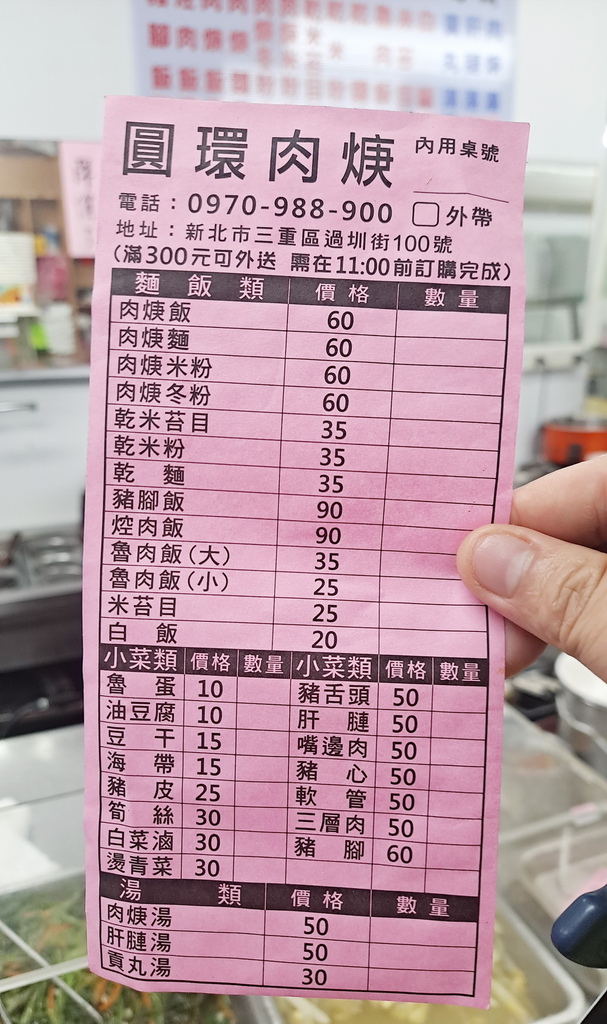 圓環肉焿 內用桌號
電話：0970-988-900 外帶
地址：新北市三重區過圳街100號
(滿300元可外送 需在11:00前訂購完成)
麵飯類 價格 數量
肉焿飯 60
肉焿麵 60
肉焿米粉 60
肉焿冬粉 60
乾米苔目 35
乾米粉 35
乾麵 35
豬腳飯 90
焢肉飯 90
魯肉飯(大) 35
魯肉飯(小) 25
米苔目 25
白飯 20
小菜類 價格 數量 小菜類 價格 數量
魯蛋 10 豬舌頭 50
油豆腐 10 肝腱 50
豆干 15 嘴邊肉 50
海帶 15 豬心 50
豬皮 25 軟管 50
筍絲 30 三層肉 50
白菜滷 30 豬腳 60
燙青菜 30
湯類 價格 數量
肉焿湯 50
肝腱湯 50
貢丸湯 30